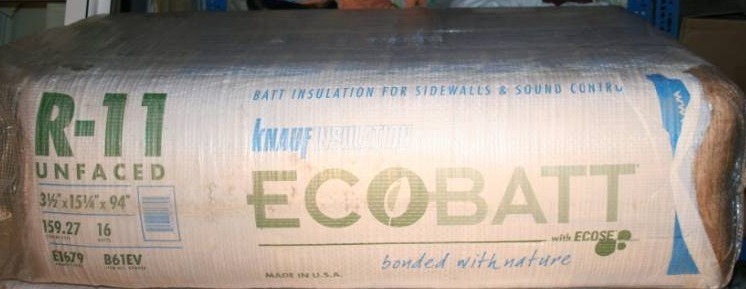 R-11
UNFACED
3½" x 15¼" x 94"
159.27 16
E1679 B61EV
BATT INSULATION FOR SIDEWALLS & SOUND CONTRO
KNAUF INSULATION
ECOBATT
with ECOSE
bonded with nature
MADE IN U.S.A.